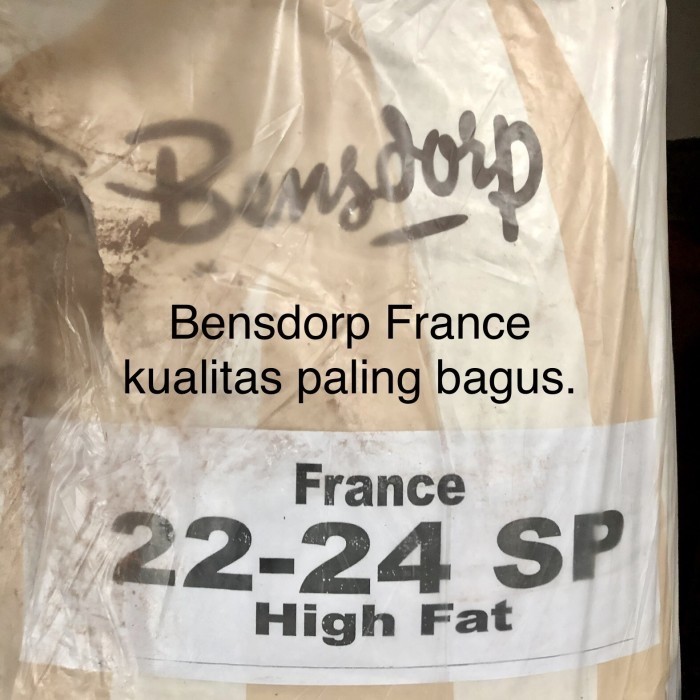 Bensdorp
Bensdorp France
kualitas paling bagus.
France
22-24 SP
High Fat